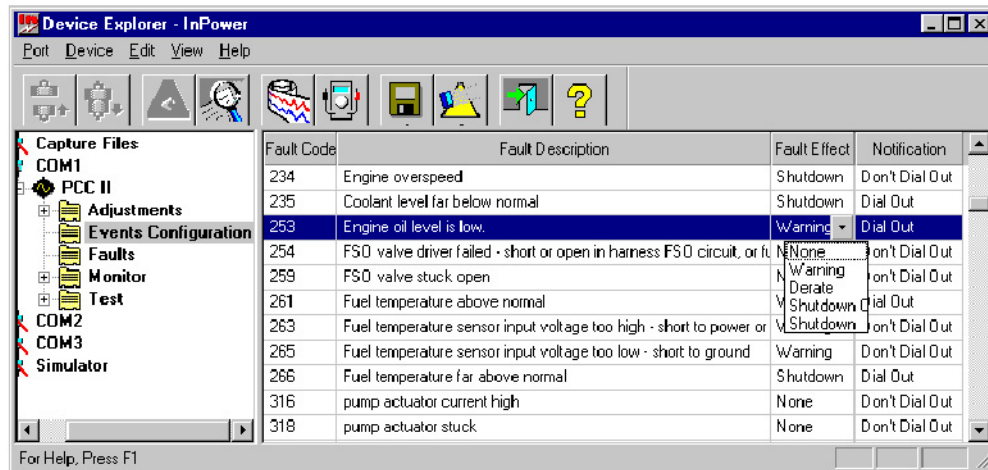 Device Explorer - InPower
Port Device Edit View Help
Capture Files
COM1
PCC II
Adjustments
Events Configuration
Faults
Monitor
Test
COM2
COM3
Simulator
Fault Code Fault Description Fault Effect Notification
234 Engine overspeed Shutdown Don't Dial Out
235 Coolant level far below normal Shutdown Dial Out
253 Engine oil level is low. Warning Dial Out
254 FSO valve driver failed - short or open in harness FSO circuit, or fu
259 FSO valve stuck open
261 Fuel temperature above normal
263 Fuel temperature sensor input voltage too high - short to power or
None
Warning
Derate
Shutdown C
Shutdown
on't Dial Out
on't Dial Out
ial Out
on't Dial Out
265 Fuel temperature sensor input voltage too low - short to ground Warning Don't Dial Out
266 Fuel temperature far above normal Shutdown Dial Out
316 pump actuator current high None Don't Dial Out
318 pump actuator stuck None Don't Dial Out
For Help, Press F1